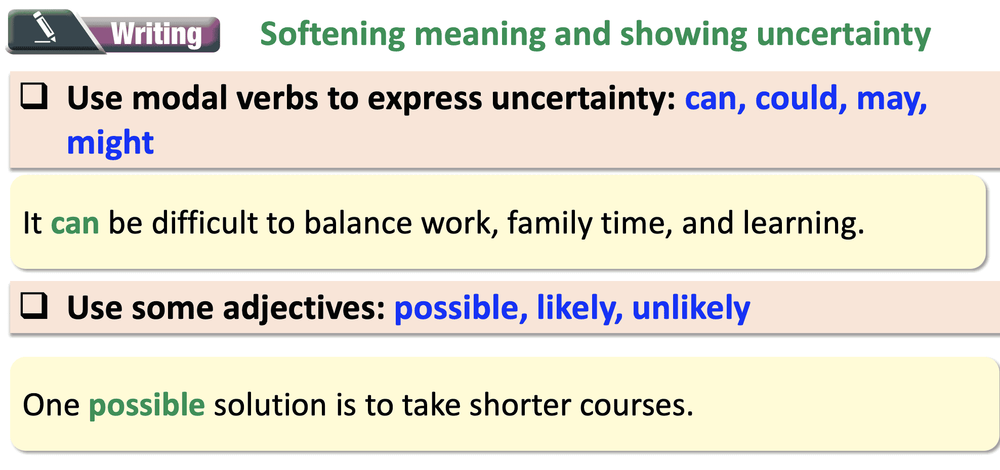 Writing
Softening meaning and showing uncertainty
Use modal verbs to express uncertainty: can, could, may,
might
It can be difficult to balance work, family time, and learning.
Use some adjectives: possible, likely, unlikely
One possible solution is to take shorter courses.